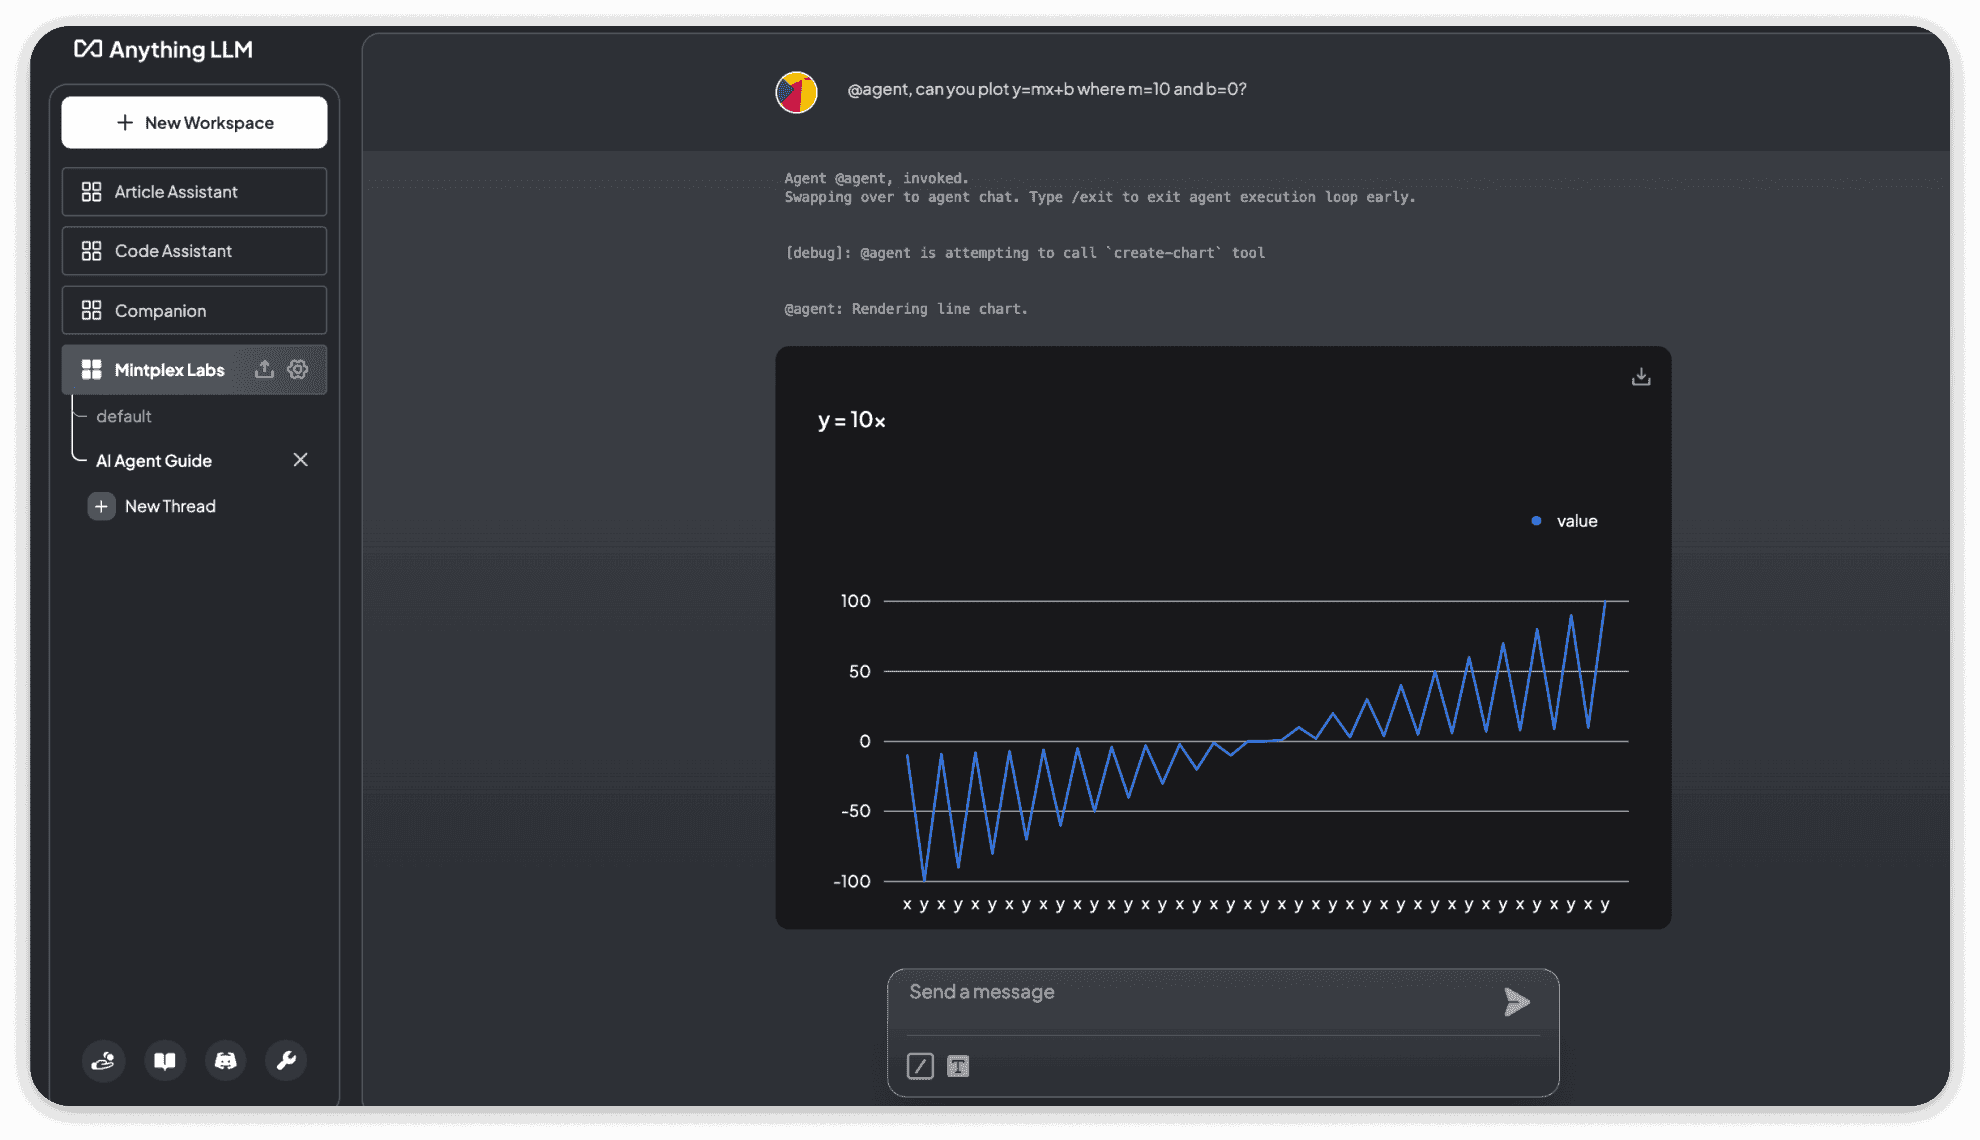 Anything LLM
New Workspace
Article Assistant
Code Assistant
Companion
Mintplex Labs
default
AI Agent Guide
New Thread
@agent, can you plot y=mx+b where m=10 and b=0?
Agent @agent, invoked.
Swapping over to agent chat. Type /exit to exit agent execution loop early.
[debug]: @agent is attempting to call `create-chart` tool
@agent: Rendering line chart.
y = 10x
value
100
50
0
-50
-100
x y x y x y x y x y x y x y x y x y x y x y x y x y x y x y x y x y x y x y x y x y
Send a message